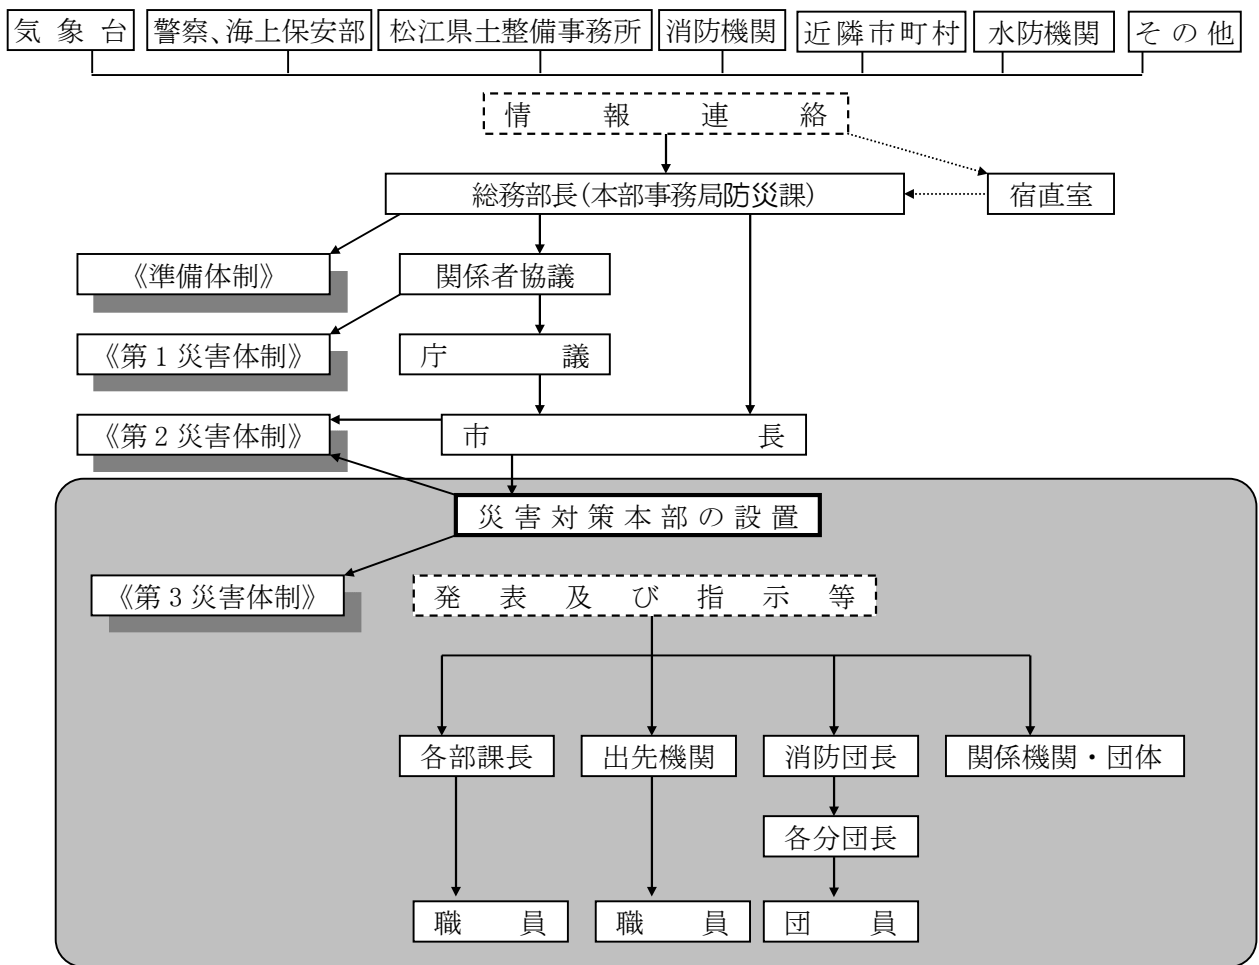 気象台 警察、海上保安部 松江県土整備事務所 消防機関 近隣市町村 水防機関 その他
情報連絡
総務部長(本部事務局防災課) 宿直室
《準備体制》 関係者協議
《第1災害体制》 庁議
《第2災害体制》 市長
災害対策本部の設置
《第3災害体制》 発表及び指示等
各部課長 出先機関 消防団長 関係機関・団体
各分団長
職員 職員 団員